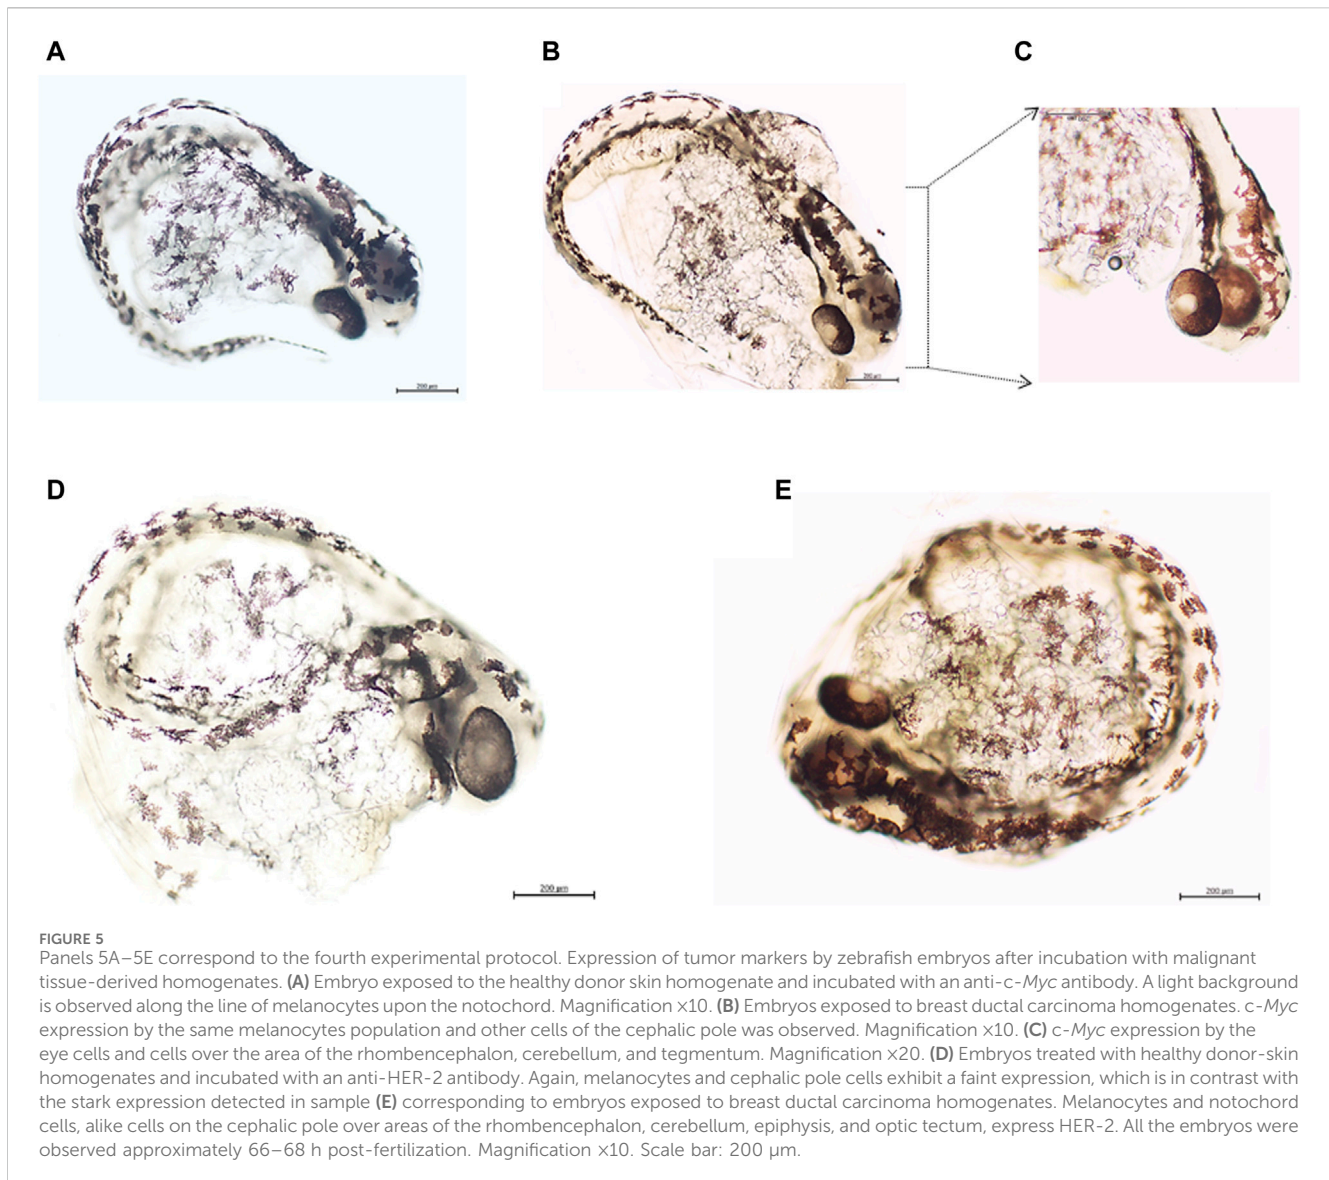 A
B
C
200 µm
200 µm
D
E
200 µm
200 µm
FIGURE 5
Panels 5A–5E correspond to the fourth experimental protocol. Expression of tumor markers by zebrafish embryos after incubation with malignant
tissue-derived homogenates. (A) Embryo exposed to the healthy donor skin homogenate and incubated with an anti-c-Myc antibody. A light background
is observed along the line of melanocytes upon the notochord. Magnification ×10. (B) Embryos exposed to breast ductal carcinoma homogenates. c-Myc
expression by the same melanocytes population and other cells of the cephalic pole was observed. Magnification ×10. (C) c-Myc expression by the
eye cells and cells over the area of the rhombencephalon, cerebellum, and tegmentum. Magnification ×20. (D) Embryos treated with healthy donor-skin
homogenates and incubated with an anti-HER-2 antibody. Again, melanocytes and cephalic pole cells exhibit a faint expression, which is in contrast with
the stark expression detected in sample (E) corresponding to embryos exposed to breast ductal carcinoma homogenates. Melanocytes and notochord
cells, alike cells on the cephalic pole over areas of the rhombencephalon, cerebellum, epiphysis, and optic tectum, express HER-2. All the embryos were
observed approximately 66–68 h post-fertilization. Magnification ×10. Scale bar: 200 µm.